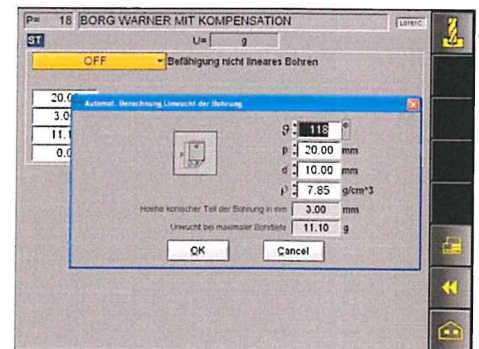 P= 18 BORG WARNER MIT KOMPENSATION
ST U= g
OFF Befähigung nicht lineares Bohren
20.0
3.0
11.1
0.0
Automat. Berechnung Unwucht der Bohrung
118 °
p 20.00 mm
d 10.00 mm
ρ 7.85 g/cm^3
Hoehe konischer Teil der Bohrung in mm 3.00 mm
Unwucht bei maximaler Bohrtiefe 11.10 g
OK Cancel